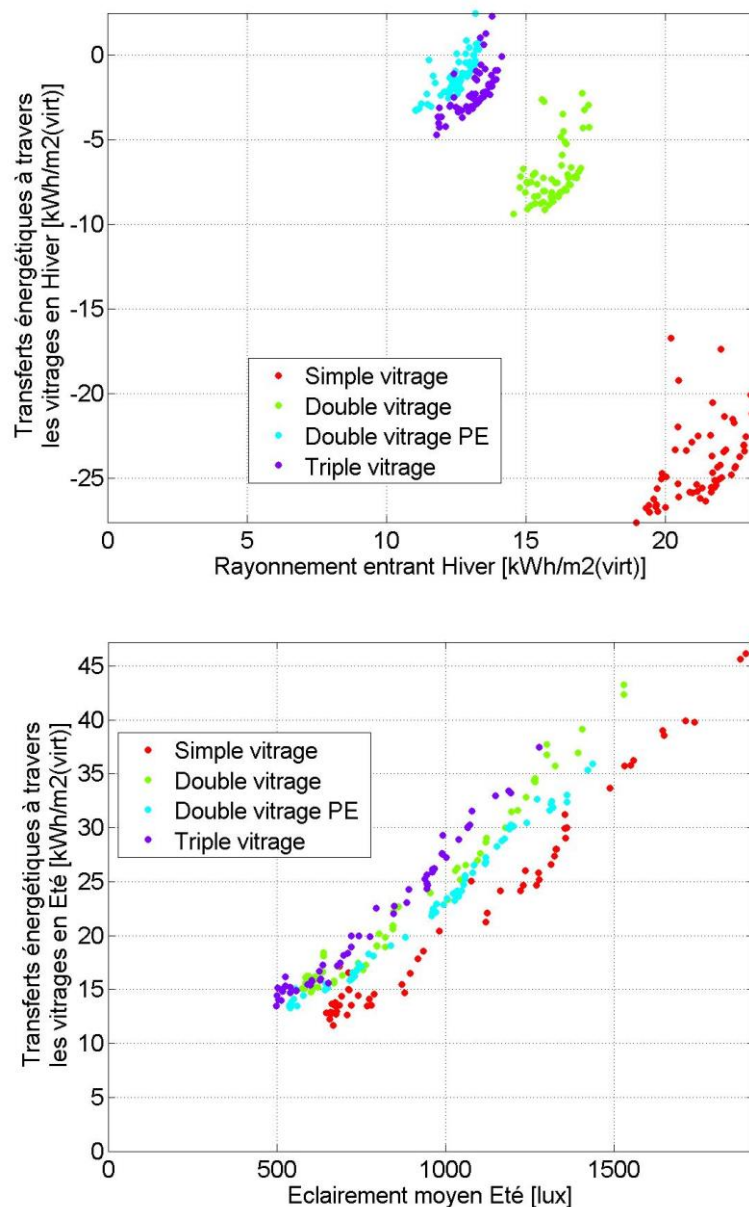 Transferts énergétiques à travers
les vitrages en Hiver [kWh/m2(virt)]
0
-5
-10
-15
-20
-25
Simple vitrage
Double vitrage
Double vitrage PE
Triple vitrage
0 5 10 15 20
Rayonnement entrant Hiver [kWh/m2(virt)]
Transferts énergétiques à travers
les vitrages en Eté [kWh/m2(virt)]
45
40
35
30
25
20
15
10
5
0
Simple vitrage
Double vitrage
Double vitrage PE
Triple vitrage
0 500 1000 1500
Eclairement moyen Eté [lux]